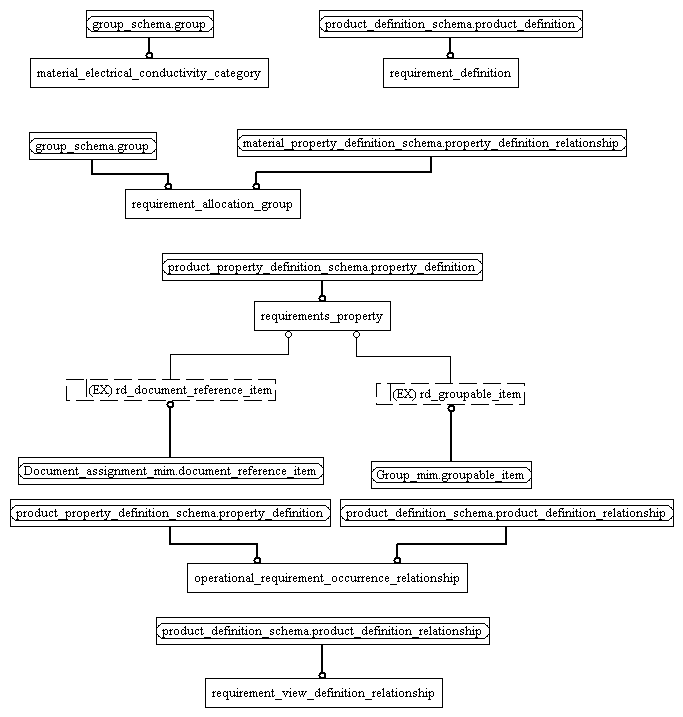 group_schema.group
product_definition_schema.product_definition
material_electrical_conductivity_category
requirement_definition
group_schema.group
material_property_definition_schema.property_definition_relationship
requirement_allocation_group
product_property_definition_schema.property_definition
requirements_property
(EX) rd_document_reference_item
(EX) rd_groupable_item
Document_assignment_mim.document_reference_item
Group_mim.groupable_item
product_property_definition_schema.property_definition
product_definition_schema.product_definition_relationship
operational_requirement_occurrence_relationship
product_definition_schema.product_definition_relationship
requirement_view_definition_relationship